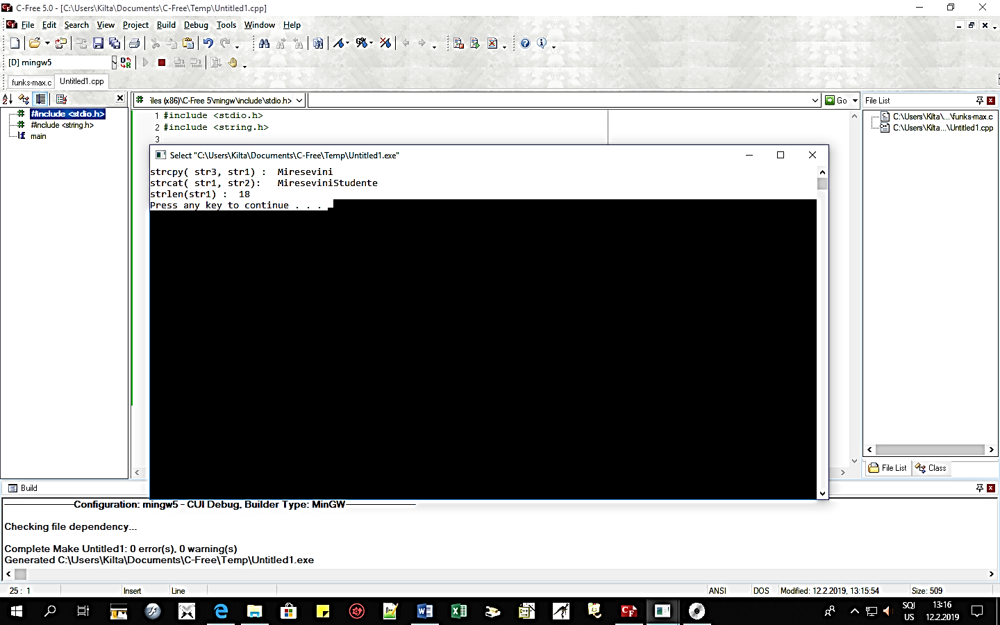 C-Free 5.0 - [C:\Users\Kilta\Documents\C-Free\Temp\Untitled1.cpp]
File Edit Search View Project Build Debug Tools Window Help
[D] mingw5
funks-max.c Untitled1.cpp
iles (x86)\C-Free 5\mingw\include\stdio.h> Go File List
#include <stdio.h>
#include <string.h>
main
1 #include <stdio.h>
2 #include <string.h>
3
C:\Users\Kilta\...\funks-max.c
C:\Users\Kilta...\Untitled1.cpp
Select "C:\Users\Kilta\Documents\C-Free\Temp\Untitled1.exe"
strcpy( str3, str1) :  Miresevini
strcat( str1, str2):   MireseviniStudente
strlen(str1) :  18
Press any key to continue . . .
File List Class
Build
Configuration: mingw5 - CUI Debug, Builder Type: MinGW
Checking file dependency...
Complete Make Untitled1: 0 error(s), 0 warning(s)
Generated C:\Users\Kilta\Documents\C-Free\Temp\Untitled1.exe
25 : 1 Insert Line ANSI DOS Modified: 12.2.2019, 13:15:54 Size: 509
SQI 13:16
US 12.2.2019